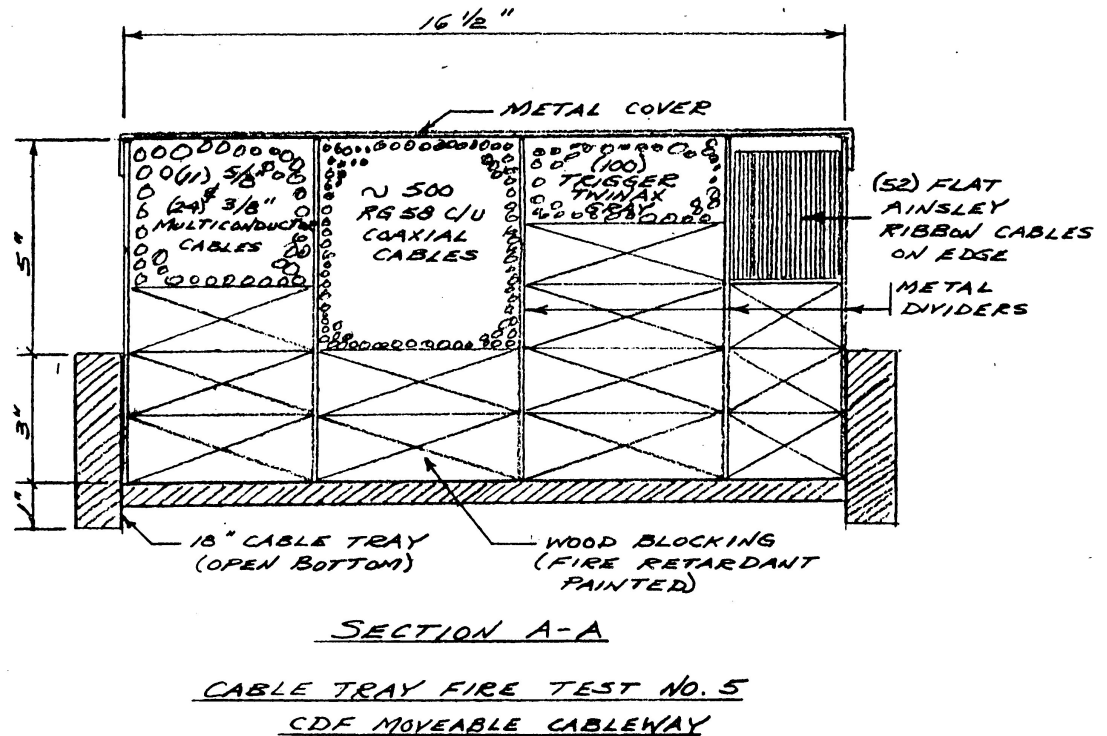 16 1/2"
METAL COVER
(11) 5/8"
& 
(24) 3/8"
MULTICONDUCTOR
CABLES
~ 500
RG 58 C/U
COAXIAL
CABLES
(100)
TRIGGER
TWINAX
GRAY
(52) FLAT
AINSLEY
RIBBON CABLES
ON EDGE
METAL
DIVIDERS
5"
3"
1"
18" CABLE TRAY
(OPEN BOTTOM)
WOOD BLOCKING
(FIRE RETARDANT
PAINTED)
SECTION A-A
CABLE TRAY FIRE TEST NO. 5
CDF MOVEABLE CABLEWAY